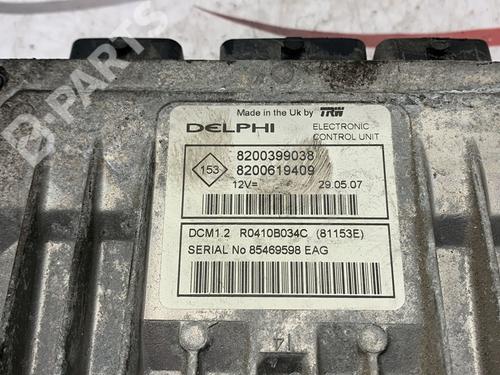 B-PARTS
Made in the Uk by TRW
DELPHI ELECTRONIC
CONTROL UNIT
153
8200399038
8200619409
12V= 29.05.07
DCM1.2 R0410B034C (81153E)
SERIAL No 85469598 EAG
14